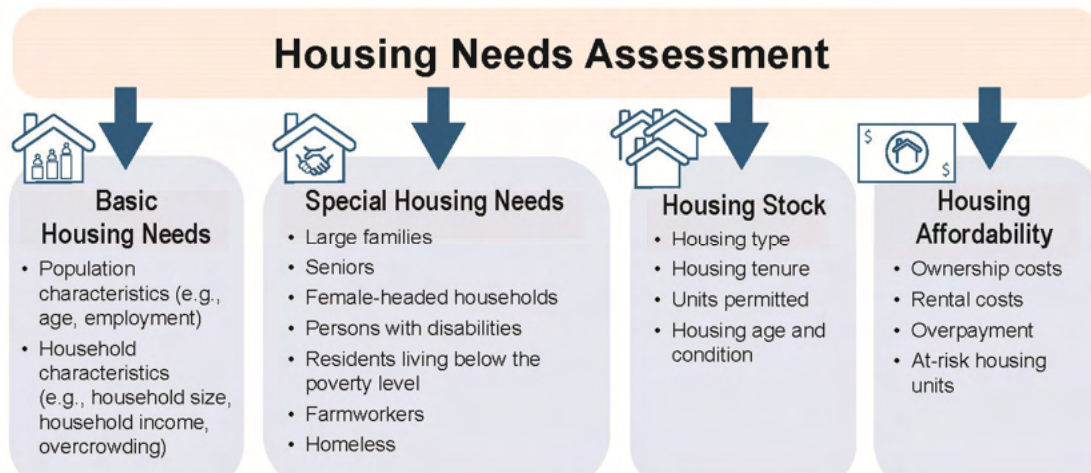 Housing Needs Assessment
Basic
Housing Needs
• Population
characteristics (e.g.,
age, employment)
• Household
characteristics
(e.g., household size,
household income,
overcrowding)
Special Housing Needs
• Large families
• Seniors
• Female-headed households
• Persons with disabilities
• Residents living below the
poverty level
• Farmworkers
• Homeless
Housing Stock
• Housing type
• Housing tenure
• Units permitted
• Housing age and
condition
$
$
Housing
Affordability
• Ownership costs
• Rental costs
• Overpayment
• At-risk housing
units